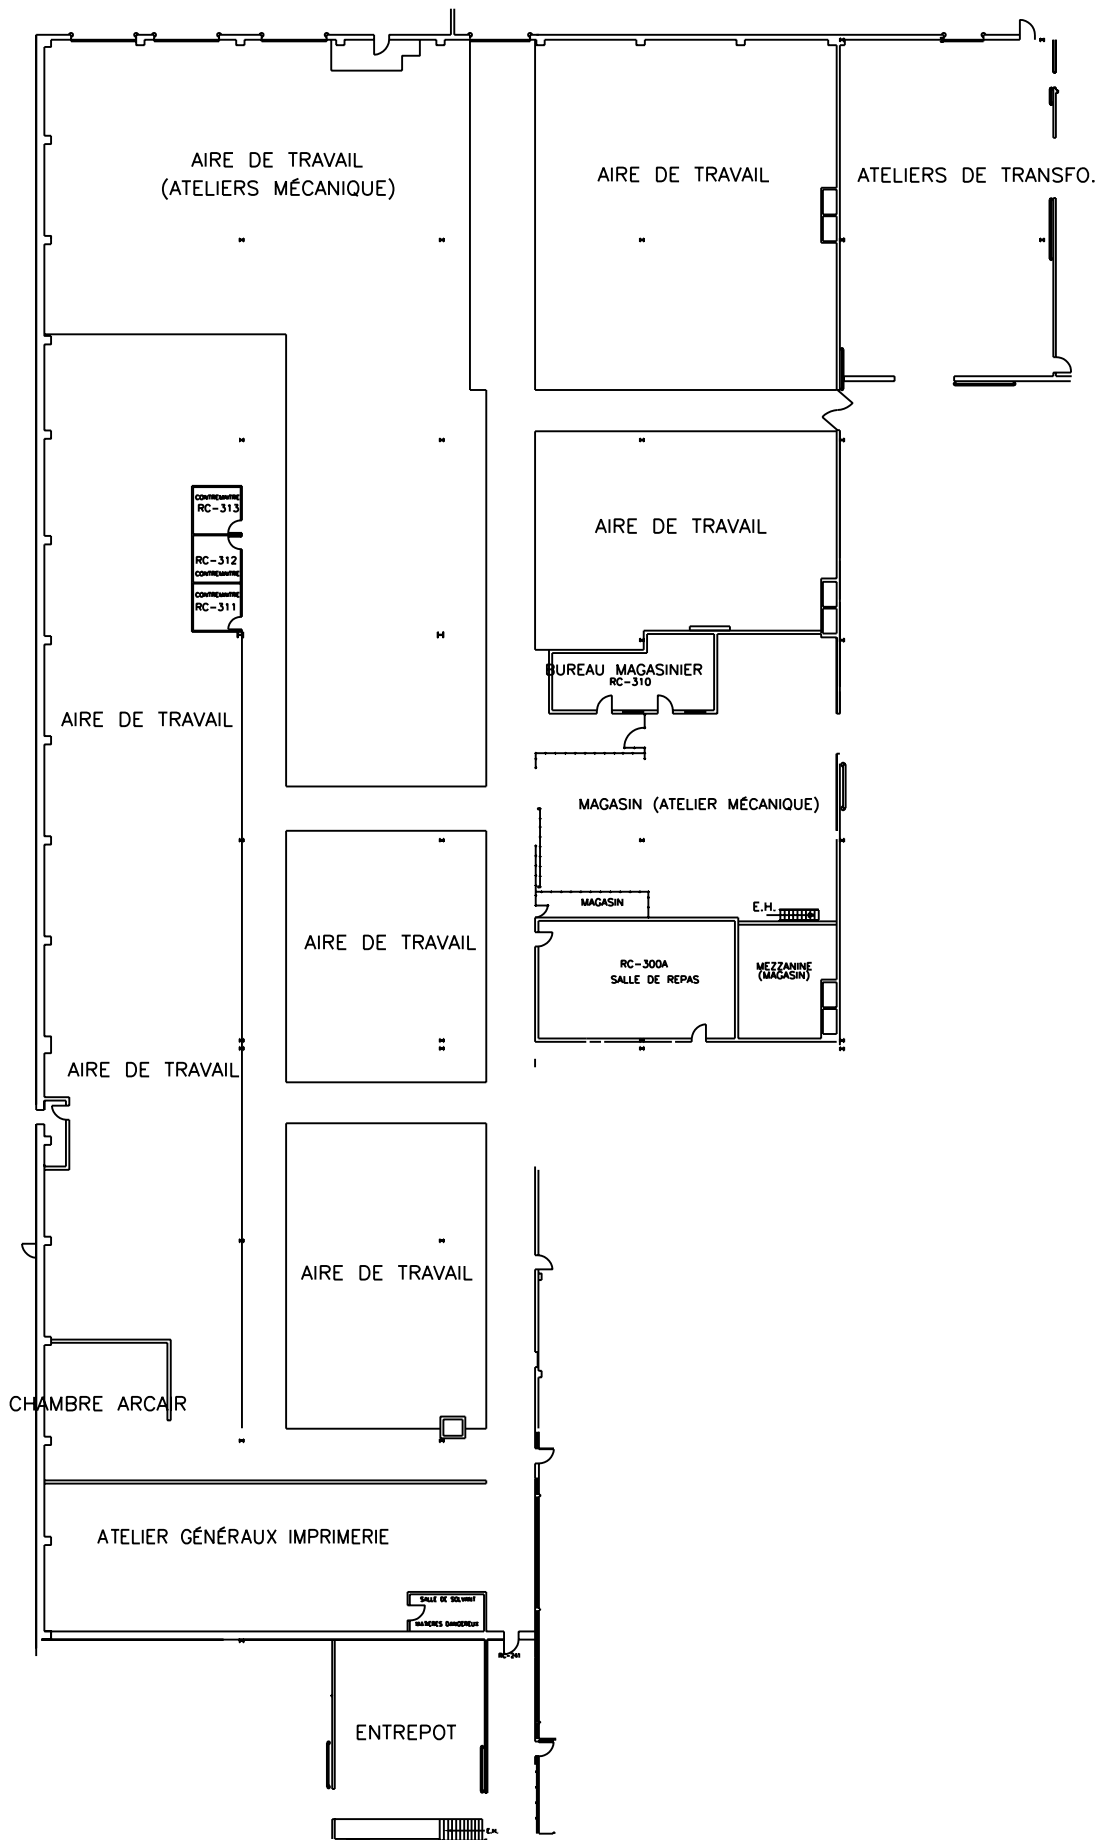 AIRE DE TRAVAIL
(ATELIERS MÉCANIQUE)
AIRE DE TRAVAIL
ATELIERS DE TRANSFO.
CONTREMAITRE
RC-313
RC-312
CONTREMAITRE
CONTREMAITRE
RC-311
AIRE DE TRAVAIL
BUREAU MAGASINIER
RC-310
AIRE DE TRAVAIL
MAGASIN (ATELIER MÉCANIQUE)
MAGASIN
E.H.
AIRE DE TRAVAIL
RC-300A
SALLE DE REPAS
MEZZANINE
(MAGASIN)
AIRE DE TRAVAIL
AIRE DE TRAVAIL
CHAMBRE ARCAIR
ATELIER GÉNÉRAUX IMPRIMERIE
SALLE DE SOLVANT
MATIERES DANGEREUX
RC-241
ENTREPOT
E.H.